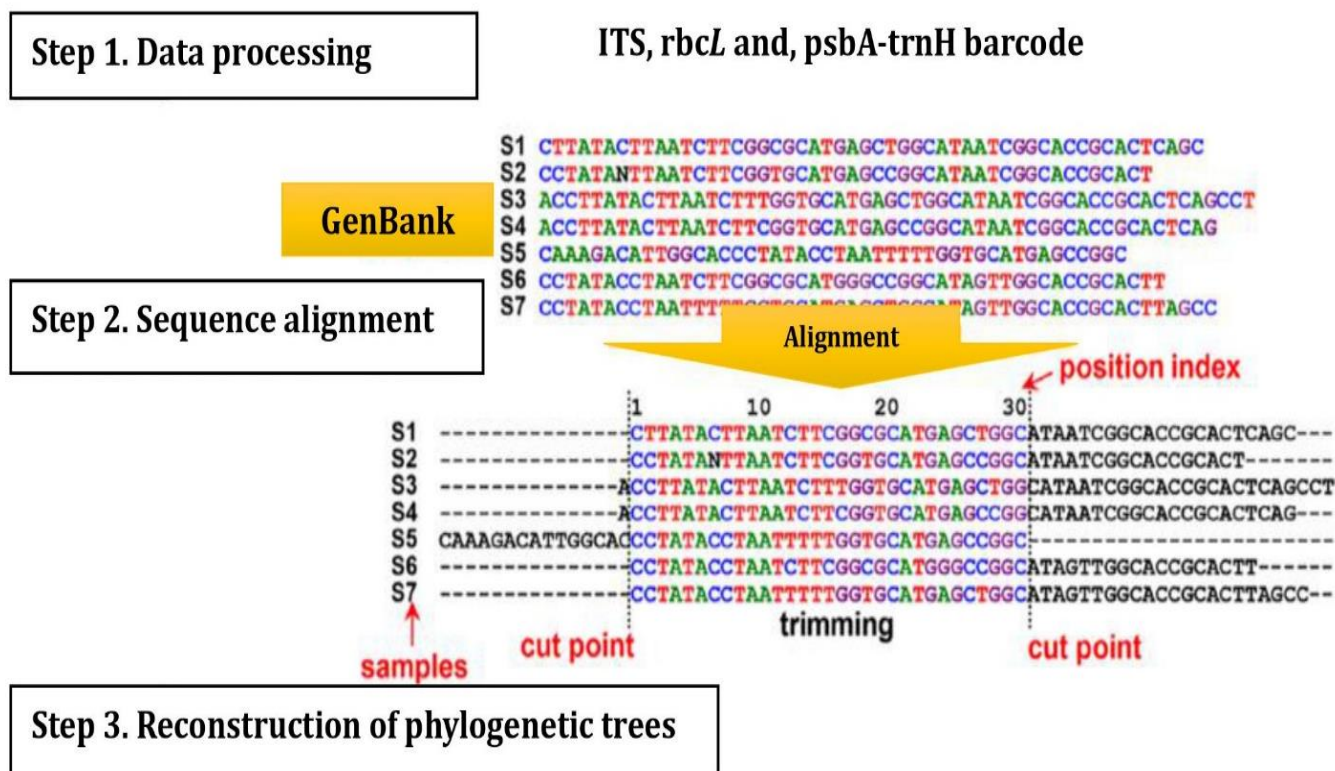 Step 1. Data processing
ITS, rbcL and, psbA-trnH barcode
S1 CTTATACTTAATCTTCGGCGCATGAGCTGGCATAATCGGCACCGCACTCAGC
S2 CCTATANTTAATCTTCGGTGCATGAGCCGGCATAATCGGCACCGCACT
S3 ACCTTATACTTAATCTTTGGTGCATGAGCTGGCATAATCGGCACCGCACTCAGCCT
GenBank
S4 ACCTTATACTTAATCTTCGGTGCATGAGCCGGCATAATCGGCACCGCACTCAG
S5 CAAAGACATTGGCACCCTATACCTAATTTTTGGTGCATGAGCCGGC
S6 CCTATACCTAATCTTCGGCGCATGGGCCGGCATAGTTGGCACCGCACTT
S7 CCTATACCTAATTTTTGGTGCATGAGCTGGCATAGTTGGCACCGCACTTAGCC
Step 2. Sequence alignment
Alignment
position index
1 10 20 30
S1 ---------------CTTATACTTAATCTTCGGCGCATGAGCTGGCATAATCGGCACCGCACTCAGC---
S2 ---------------CCTATANTTAATCTTCGGTGCATGAGCCGGCATAATCGGCACCGCACT-------
S3 --------------ACCTTATACTTAATCTTTGGTGCATGAGCTGGCATAATCGGCACCGCACTCAGCCT
S4 --------------ACCTTATACTTAATCTTCGGTGCATGAGCCGGCATAATCGGCACCGCACTCAG---
S5 CAAAGACATTGGCACCCTATACCTAATTTTTGGTGCATGAGCCGGC------------------------
S6 ---------------CCTATACCTAATCTTCGGCGCATGGGCCGGCATAGTTGGCACCGCACTT------
S7 ---------------CCTATACCTAATTTTTGGTGCATGAGCTGGCATAGTTGGCACCGCACTTAGCC--
trimming
cut point
cut point
samples
Step 3. Reconstruction of phylogenetic trees